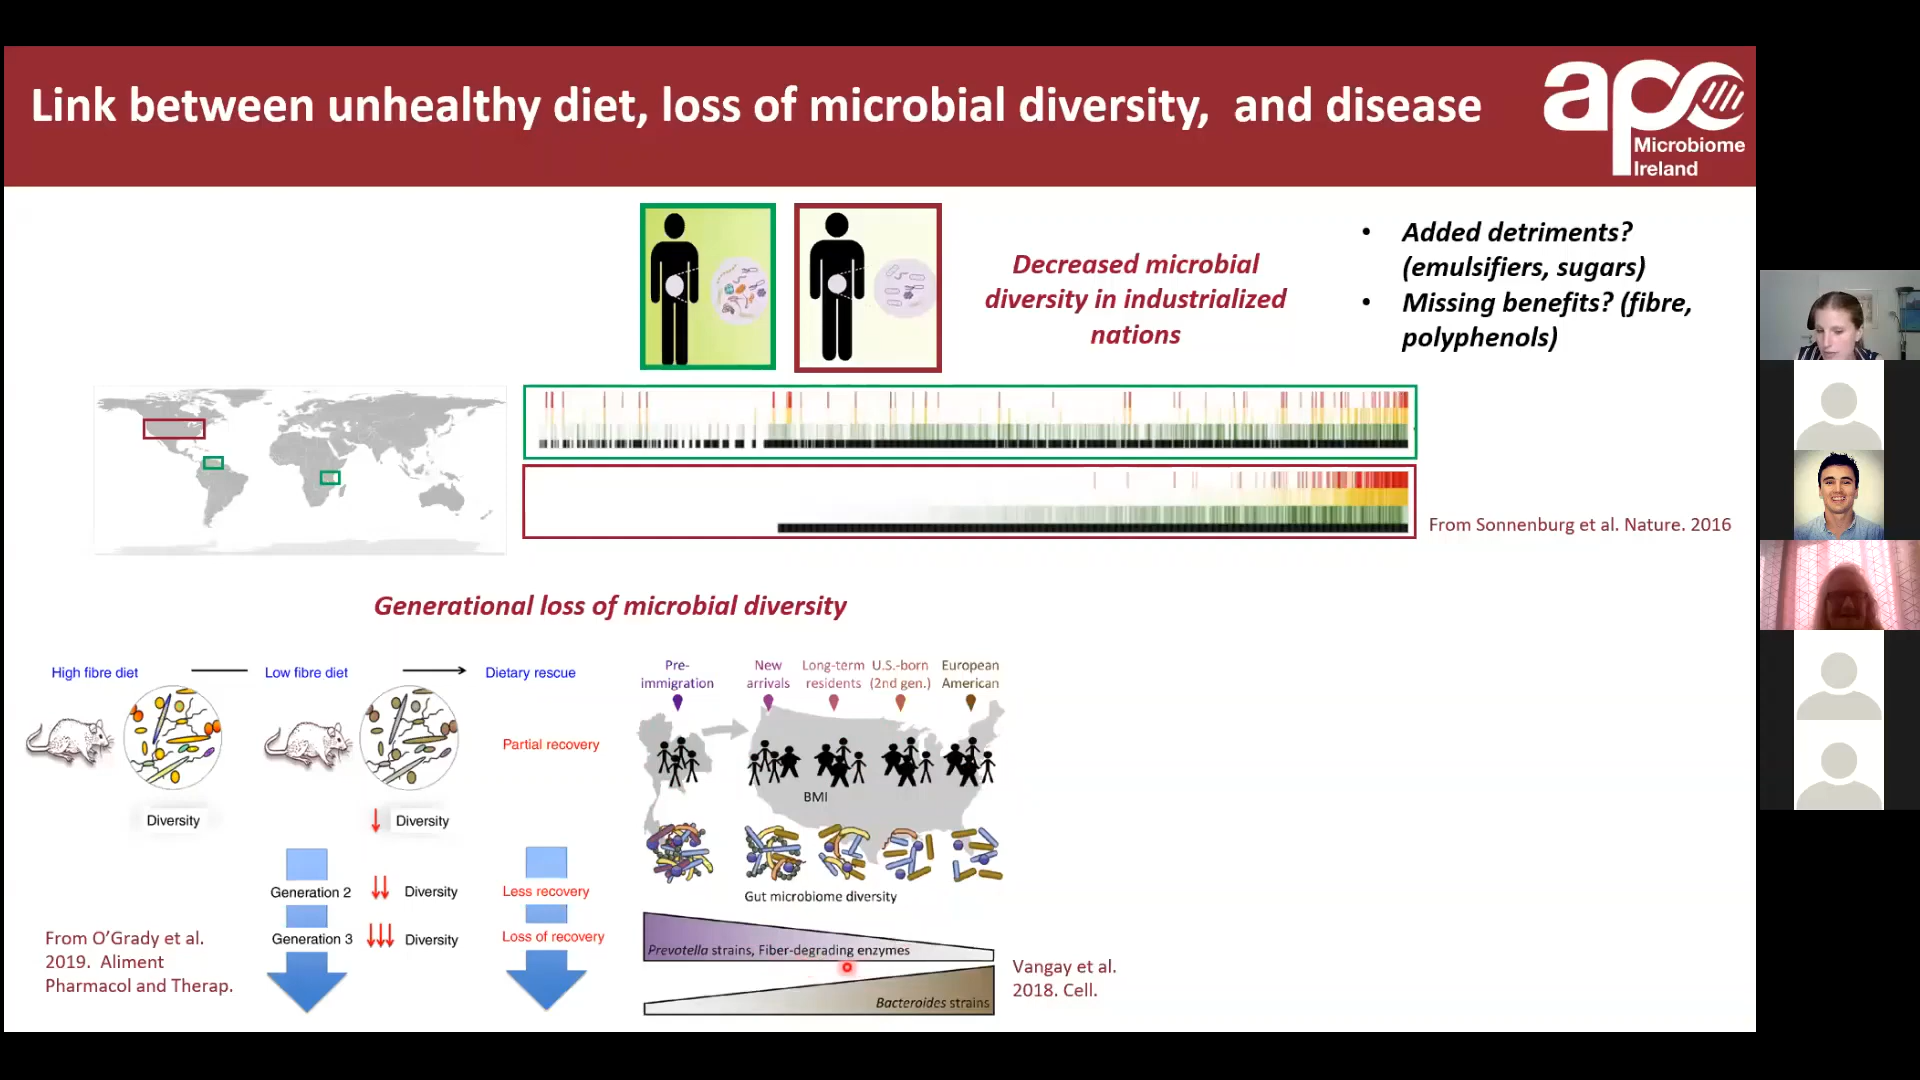 Link between unhealthy diet, loss of microbial diversity,  and disease
apc
Microbiome
Ireland
Decreased microbial
diversity in industrialized
nations
• Added detriments?
(emulsifiers, sugars)
• Missing benefits? (fibre,
polyphenols)
From Sonnenburg et al. Nature. 2016
Generational loss of microbial diversity
High fibre diet
Low fibre diet
Dietary rescue
Partial recovery
Diversity
Diversity
Generation 2
Diversity
Less recovery
Generation 3
Diversity
Loss of recovery
From O’Grady et al.
2019.  Aliment
Pharmacol and Therap.
Pre-
immigration
New
arrivals
Long-term
residents
U.S.-born
(2nd gen.)
European
American
BMI
Gut microbiome diversity
Prevotella strains, Fiber-degrading enzymes
Bacteroides strains
Vangay et al.
2018. Cell.